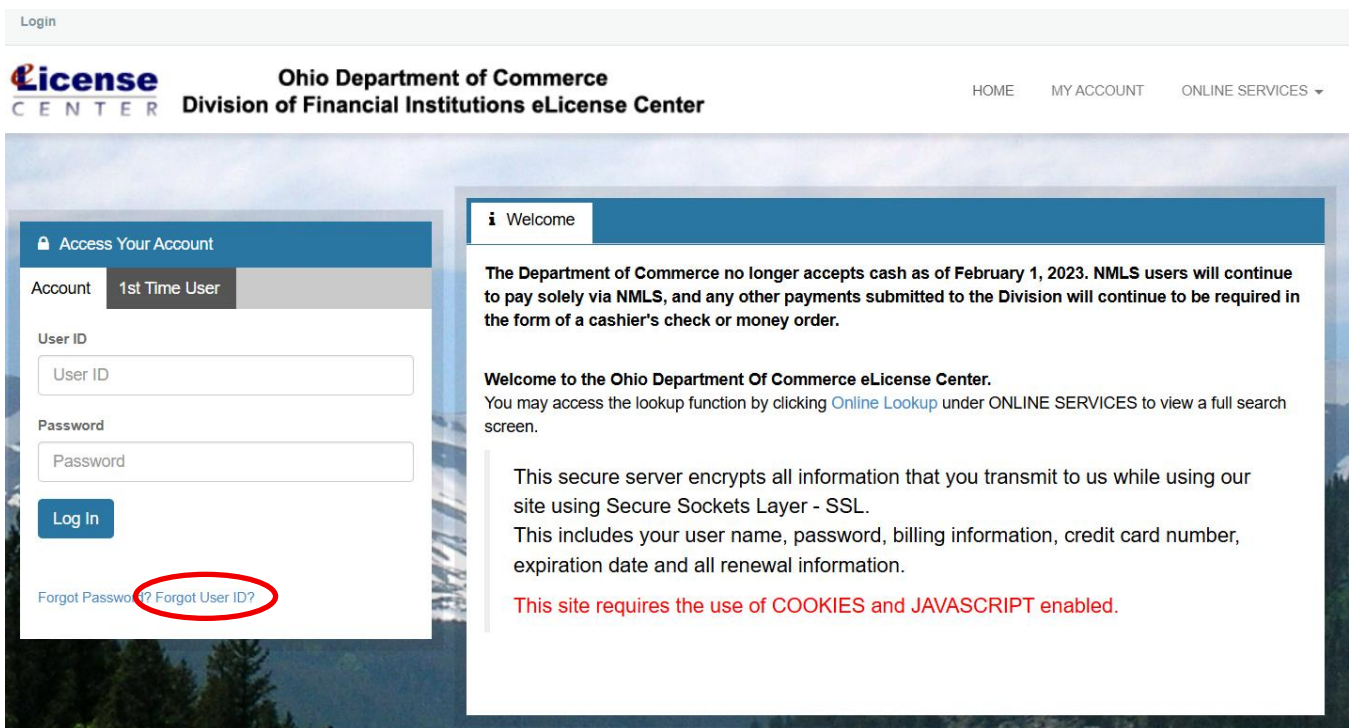 Login
eLicense
CENTER
Ohio Department of Commerce
Division of Financial Institutions eLicense Center
HOME MY ACCOUNT ONLINE SERVICES
Access Your Account
Account 1st Time User
User ID
User ID
Password
Password
Log In
Forgot Password? Forgot User ID?
i Welcome
The Department of Commerce no longer accepts cash as of February 1, 2023. NMLS users will continue
to pay solely via NMLS, and any other payments submitted to the Division will continue to be required in
the form of a cashier's check or money order.
Welcome to the Ohio Department Of Commerce eLicense Center.
You may access the lookup function by clicking Online Lookup under ONLINE SERVICES to view a full search
screen.
This secure server encrypts all information that you transmit to us while using our
site using Secure Sockets Layer - SSL.
This includes your user name, password, billing information, credit card number,
expiration date and all renewal information.
This site requires the use of COOKIES and JAVASCRIPT enabled.